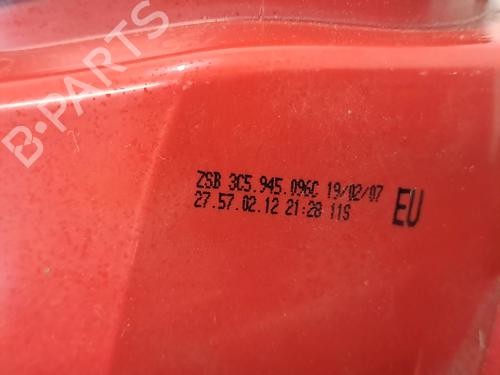 B-PARTS
ZSB 3C5.945.096C 19/02/07
27.57.02.12 21:28 11S
EU